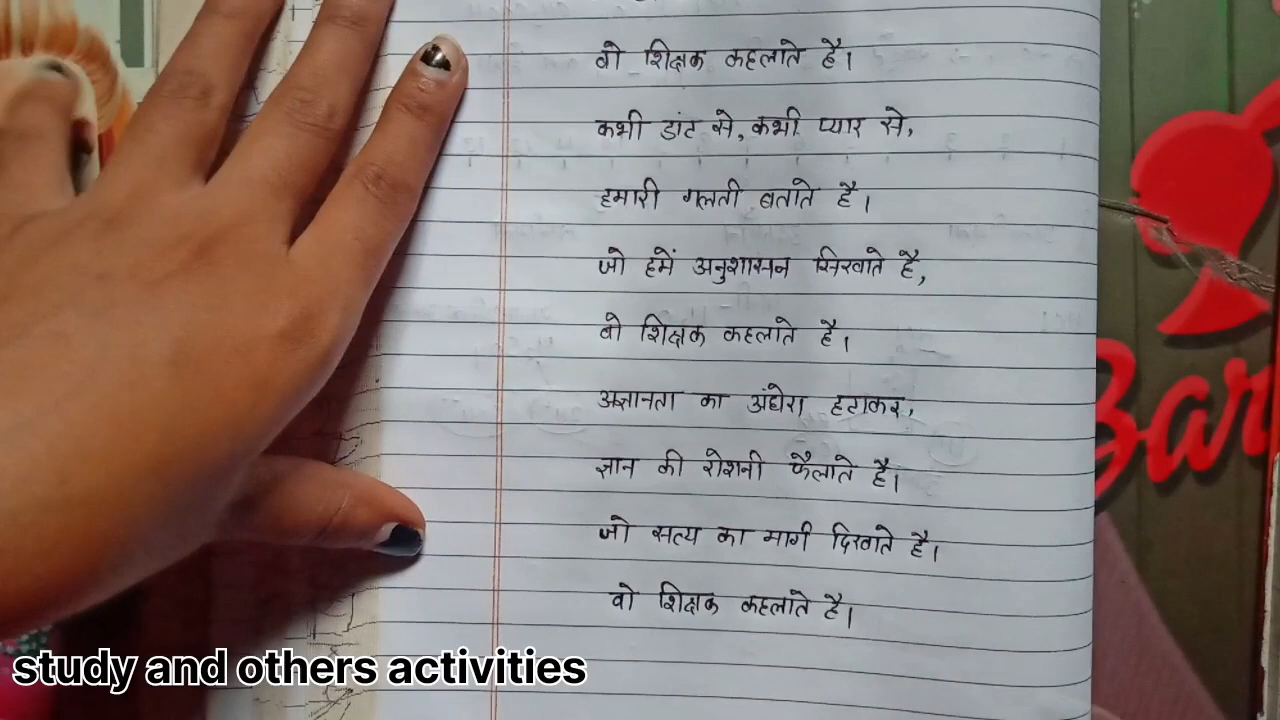 वो शिक्षक कहलाते है।
कभी डांट से, कभी प्यार से,
हमारी गलती बताते है।
जो हमें अनुशासन सिखाते है,
वो शिक्षक कहलाते है।
अज्ञानता का अंधेरा हटाकर,
ज्ञान की रोशनी फैलाते है।
जो सत्य का मार्ग दिखाते है।
वो शिक्षक कहलाते है।
Bar
study and others activities